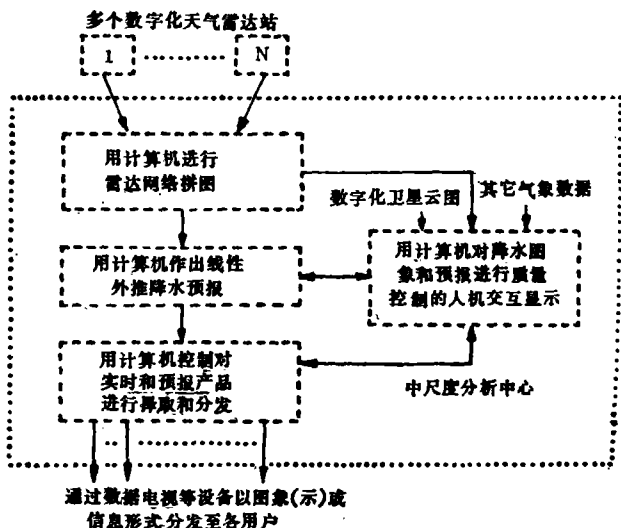 多个数字化天气雷达站
1 ………… N
用计算机进行
雷达网络拼图
数字化卫星云图
其它气象数据
用计算机作出线性
外推降水预报
用计算机对降水图
象和预报进行质量
控制的人机交互显示
用计算机控制对
实时和预报产品
进行择取和分发
中尺度分析中心
通过数据电视等设备以图象(示)或
信息形式分发至各用户